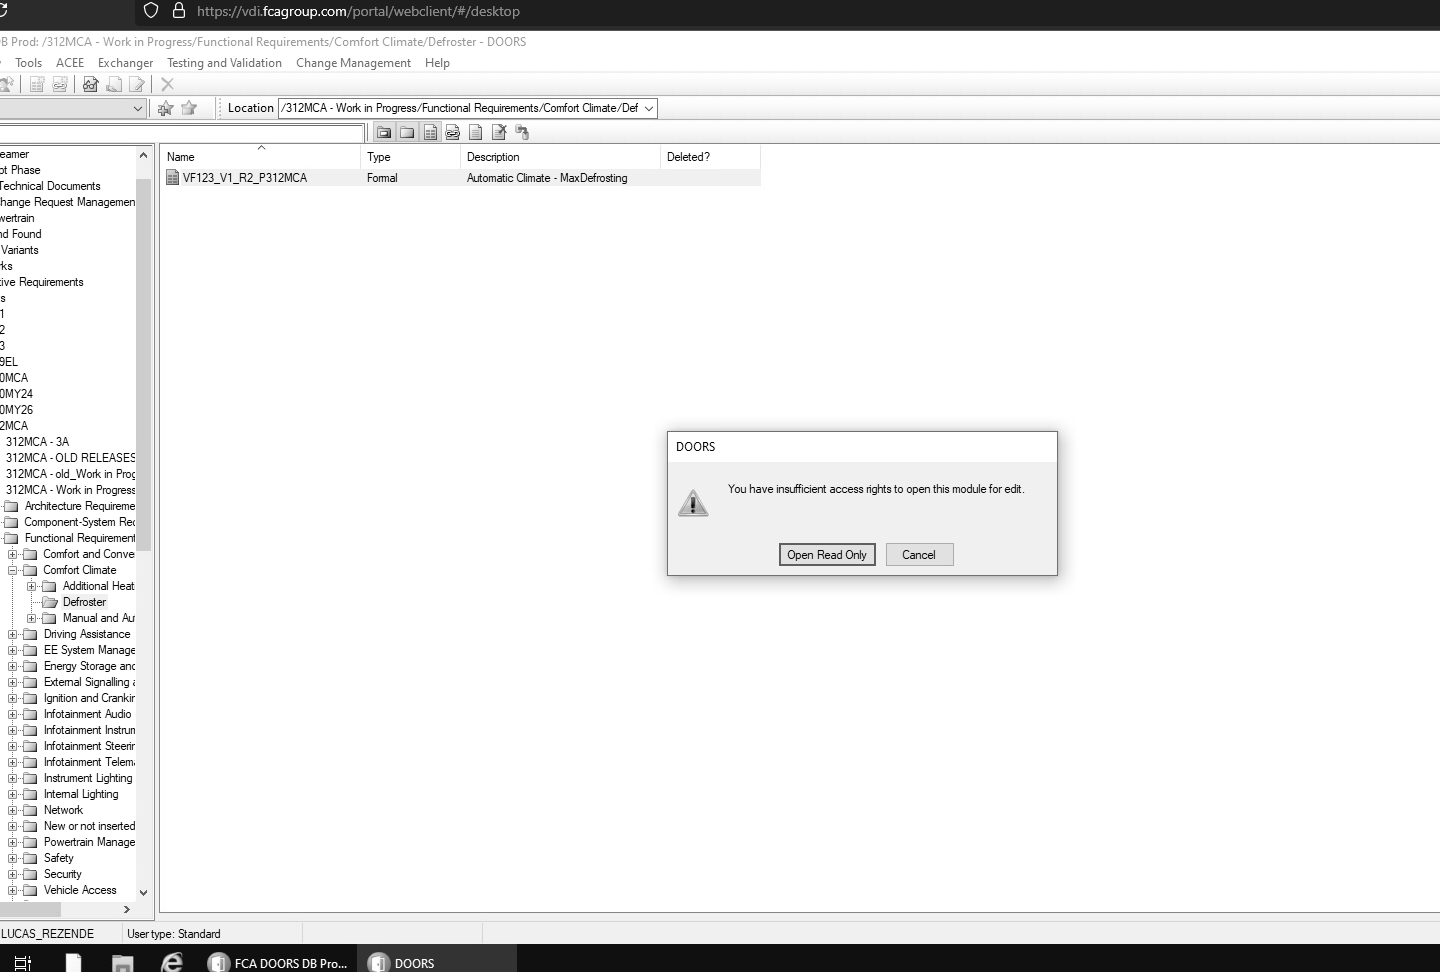 https://vdi.fcagroup.com/portal/webclient/#/desktop
B Prod: /312MCA - Work in Progress/Functional Requirements/Comfort Climate/Defroster - DOORS
Tools ACEE Exchanger Testing and Validation Change Management Help
Location /312MCA - Work in Progress/Functional Requirements/Comfort Climate/Def
Name Type Description Deleted?
VF123_V1_R2_P312MCA Formal Automatic Climate - MaxDefrosting
eamer
pt Phase
Technical Documents
hange Request Managemen
wertrain
nd Found
Variants
rks
tive Requirements
s
1
2
3
9EL
0MCA
0MY24
0MY26
2MCA
312MCA - 3A
312MCA - OLD RELEASES
312MCA - old_Work in Prog
312MCA - Work in Progress
Architecture Requireme
Component-System Rec
Functional Requirement
Comfort and Conve
Comfort Climate
Additional Heat
Defroster
Manual and Au
Driving Assistance
EE System Manage
Energy Storage and
External Signalling a
Ignition and Crankin
Infotainment Audio
Infotainment Instrum
Infotainment Steerin
Infotainment Telema
Instrument Lighting
Internal Lighting
Network
New or not inserted
Powertrain Manage
Safety
Security
Vehicle Access
DOORS
You have insufficient access rights to open this module for edit.
Open Read Only Cancel
LUCAS_REZENDE User type: Standard
FCA DOORS DB Pro... DOORS